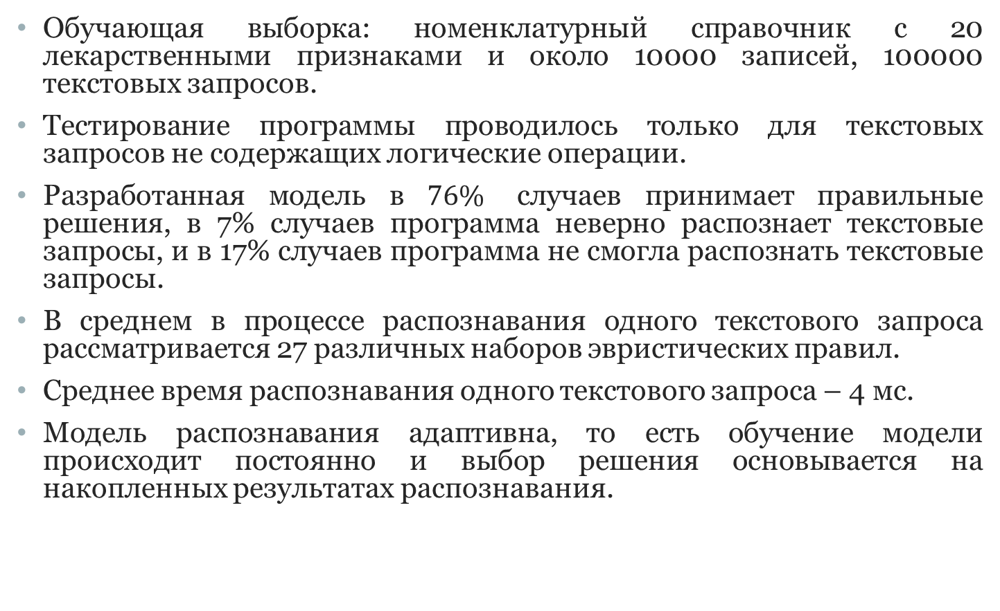 • Обучающая выборка: номенклатурный справочник с 20
лекарственными признаками и около 10000 записей, 100000
текстовых запросов.
• Тестирование программы проводилось только для текстовых
запросов не содержащих логические операции.
• Разработанная модель в 76% случаев принимает правильные
решения, в 7% случаев программа неверно распознает текстовые
запросы, и в 17% случаев программа не смогла распознать текстовые
запросы.
• В среднем в процессе распознавания одного текстового запроса
рассматривается 27 различных наборов эвристических правил.
• Среднее время распознавания одного текстового запроса – 4 мс.
• Модель распознавания адаптивна, то есть обучение модели
происходит постоянно и выбор решения основывается на
накопленных результатах распознавания.